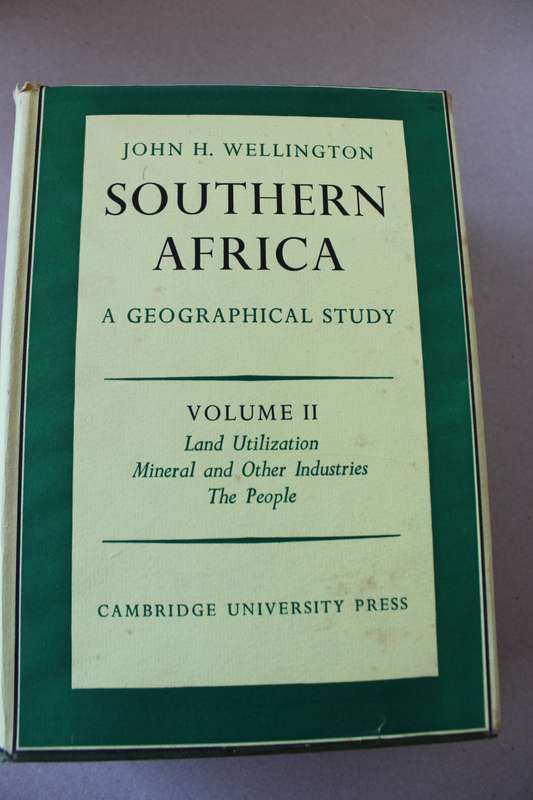 JOHN H. WELLINGTON
SOUTHERN
AFRICA
A GEOGRAPHICAL STUDY
VOLUME II
Land Utilization
Mineral and Other Industries
The People
CAMBRIDGE UNIVERSITY PRESS